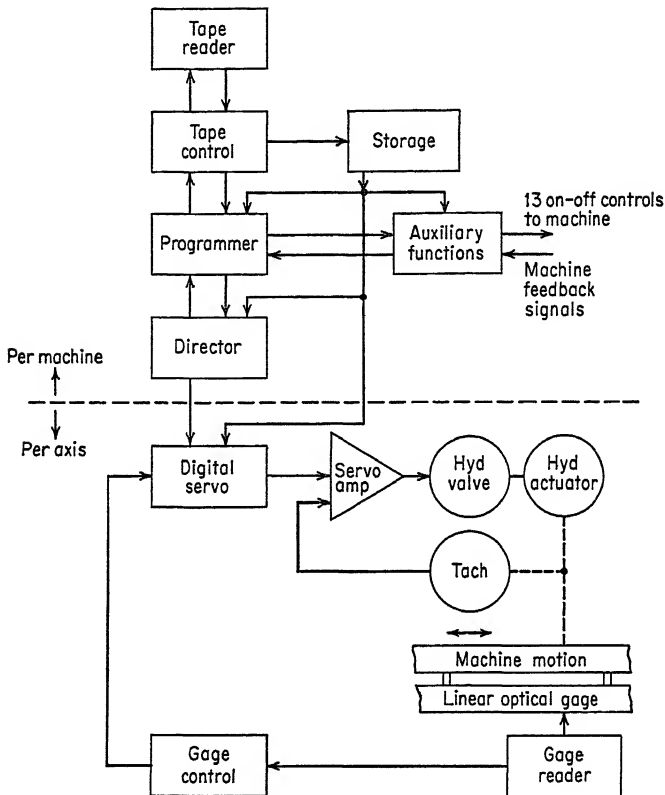 Tape
reader
Tape
control
Storage
Programmer
Auxiliary
functions
13 on-off controls
to machine
Machine
feedback
signals
Director
Per machine
Per axis
Digital
servo
Servo
amp
Hyd
valve
Hyd
actuator
Tach
Machine motion
Linear optical gage
Gage
control
Gage
reader